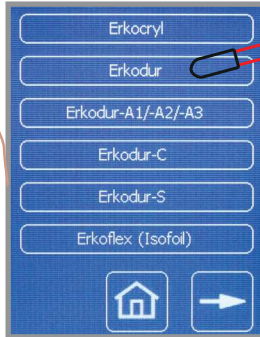 Erkocryl
Erkodur
Erkodur-A1/-A2/-A3
Erkodur-C
Erkodur-S
Erkoflex (Isofoil)